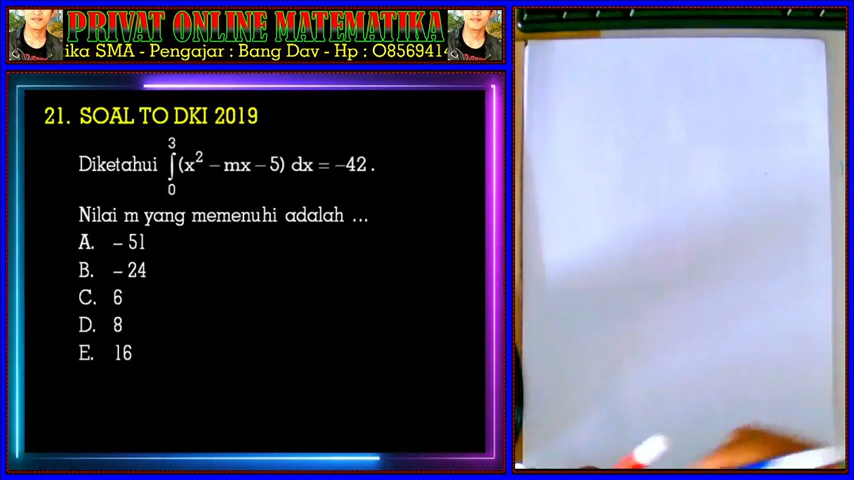 PRIVAT ONLINE MATEMATIKA
ika SMA - Pengajar : Bang Dav - Hp : O856941
21. SOAL TO DKI 2019
Diketahui ∫₀³(x² – mx – 5) dx = –42 .
Nilai m yang memenuhi adalah ...
A. – 51
B. – 24
C. 6
D. 8
E. 16